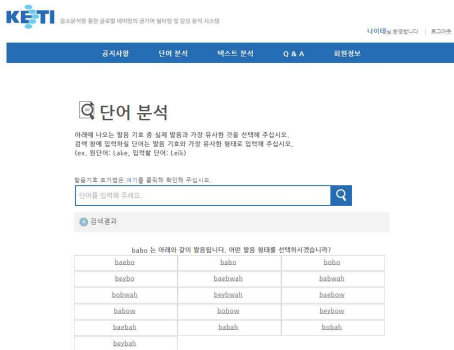 KETI 음소분석을 통한 글로벌 네이밍의 금기어 필터링 및 감성 분석 시스템
나이테님 환영합니다 | 로그아웃
공지사항 단어 분석 텍스트 분석 Q & A 회원정보
단어 분석
아래에 나오는 발음 기호 중 실제 발음과 가장 유사한 것을 선택해 주십시오.
검색 창에 입력하실 단어는 발음 기호와 가장 유사한 형태로 입력해 주십시오.
(ex. 원단어: Lake, 입력할 단어: Leik)
발음기호 표기법은 여기를 클릭해 확인해 주십시오.
단어를 입력해 주세요.
검색결과
babo 는 아래와 같이 발음됩니다. 어떤 발음 형태를 선택하시겠습니까?
baebo babo bobo
beybo baebwah babwah
bobwah beybwah baebow
babow bobow beybow
baebah babah bobah
beybah